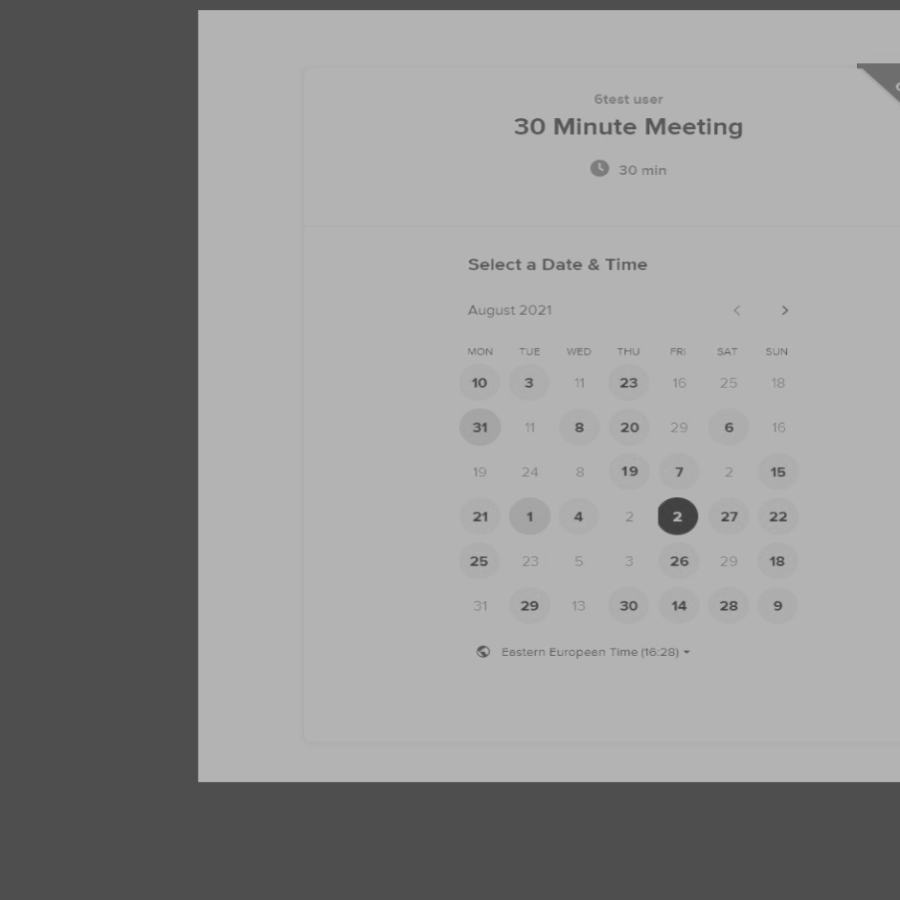 6test user
30 Minute Meeting
30 min
Select a Date & Time
August 2021
MON TUE WED THU FRI SAT SUN
10 3 11 23 16 25 18
31 11 8 20 29 6 16
19 24 8 19 7 2 15
21 1 4 2 2 27 22
25 23 5 3 26 29 18
31 29 13 30 14 28 9
Eastern European Time (16:28)